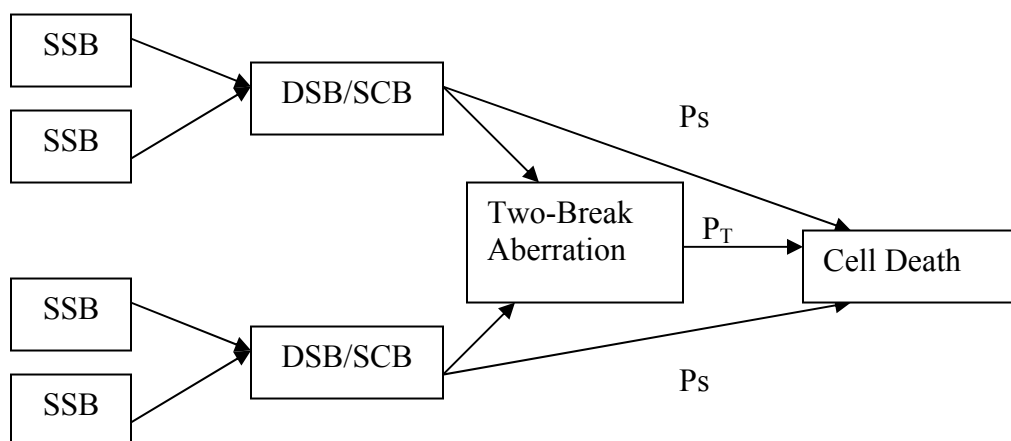 SSB
DSB/SCB
SSB
Ps
Two-Break
Aberration
P_T
Cell Death
SSB
DSB/SCB
SSB
Ps